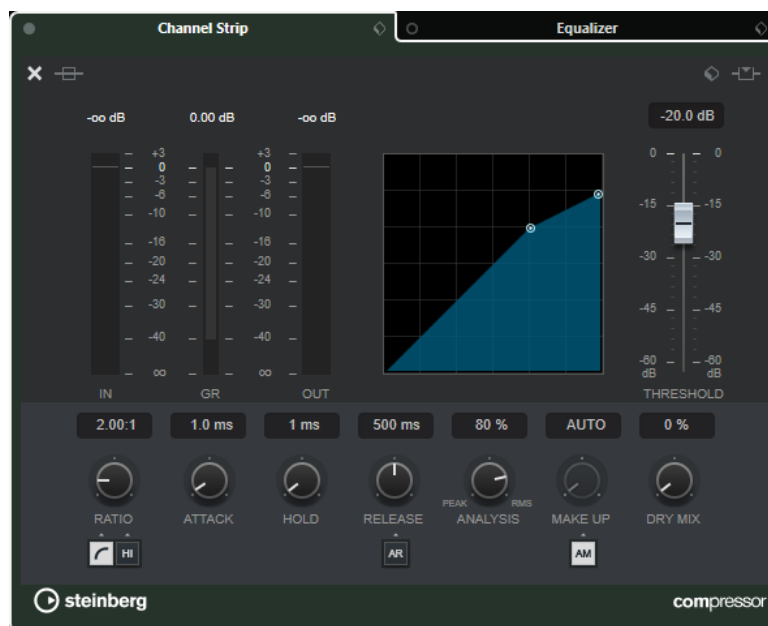 Channel Strip Equalizer
-oo dB 0.00 dB -oo dB -20.0 dB
+3 +3 0 0
0 0
-3 -3
-6 -6
-10 -10 -15 -15
-16 -16
-20 -20 -30 -30
-24 -24
-30 -30 -45 -45
-40 -40
-60 -60
∞ ∞ dB dB
IN GR OUT THRESHOLD
2.00:1 1.0 ms 1 ms 500 ms 80 % AUTO 0 %
PEAK RMS
RATIO ATTACK HOLD RELEASE ANALYSIS MAKE UP DRY MIX
HI AR AM
steinberg compressor